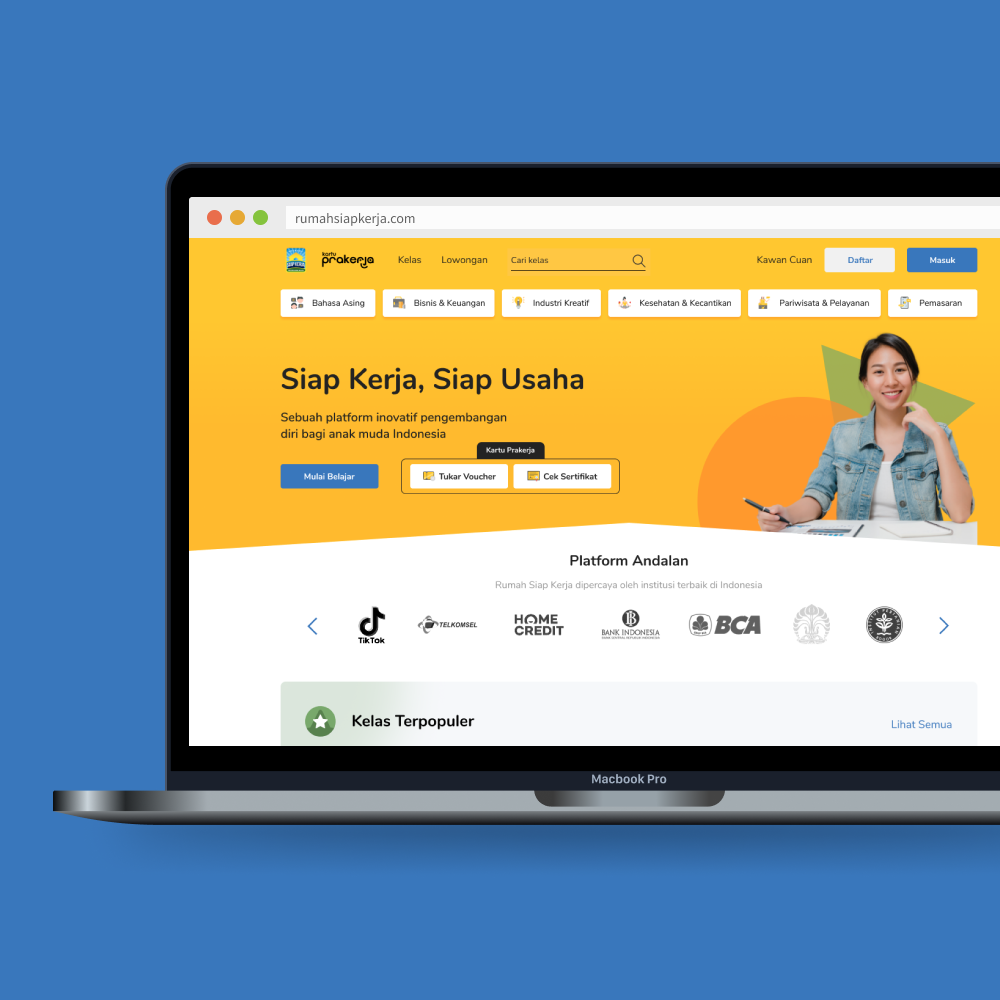 rumahsiapkerja.com
kartu
prakerja
Kelas
Lowongan
Cari kelas
Kawan Cuan
Daftar
Masuk
Bahasa Asing
Bisnis & Keuangan
Industri Kreatif
Kesehatan & Kecantikan
Pariwisata & Pelayanan
Pemasaran
Siap Kerja, Siap Usaha
Sebuah platform inovatif pengembangan
diri bagi anak muda Indonesia
Kartu Prakerja
Mulai Belajar
Tukar Voucher
Cek Sertifikat
Platform Andalan
Rumah Siap Kerja dipercaya oleh institusi terbaik di Indonesia
TikTok
TELKOMSEL
HOME
CREDIT
BANK INDONESIA
BCA
Kelas Terpopuler
Lihat Semua
Macbook Pro